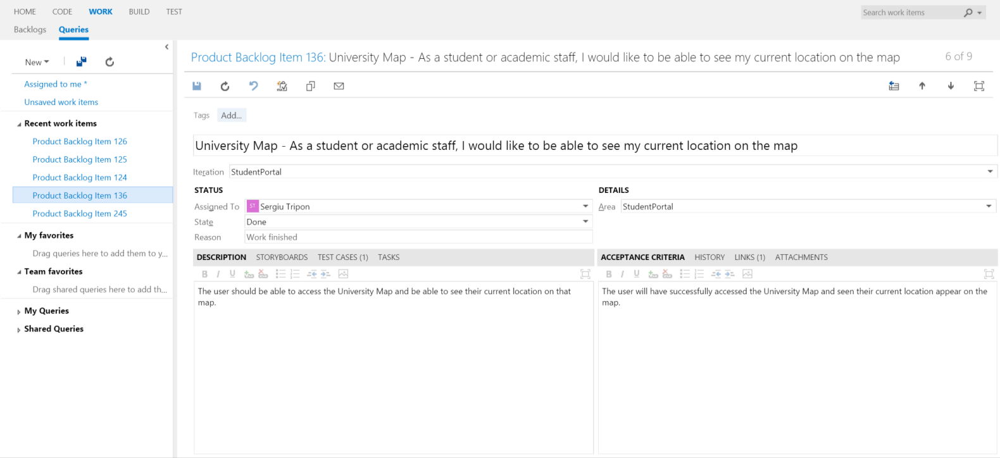 HOME CODE WORK BUILD TEST
Search work items
Backlogs Queries
New
Assigned to me *
Unsaved work items
Recent work items
Product Backlog Item 126
Product Backlog Item 125
Product Backlog Item 124
Product Backlog Item 136
Product Backlog Item 245
My favorites
Drag queries here to add them to y...
Team favorites
Drag shared queries here to add th...
My Queries
Shared Queries
Product Backlog Item 136: University Map - As a student or academic staff, I would like to be able to see my current location on the map
6 of 9
Tags Add...
University Map - As a student or academic staff, I would like to be able to see my current location on the map
Iteration StudentPortal
STATUS
Assigned To ST Sergiu Tripon
State Done
Reason Work finished
DETAILS
Area StudentPortal
DESCRIPTION STORYBOARDS TEST CASES (1) TASKS
B I U
The user should be able to access the University Map and be able to see their current location on that
map.
ACCEPTANCE CRITERIA HISTORY LINKS (1) ATTACHMENTS
B I U
The user will have successfully accessed the University Map and seen their current location appear on the
map.